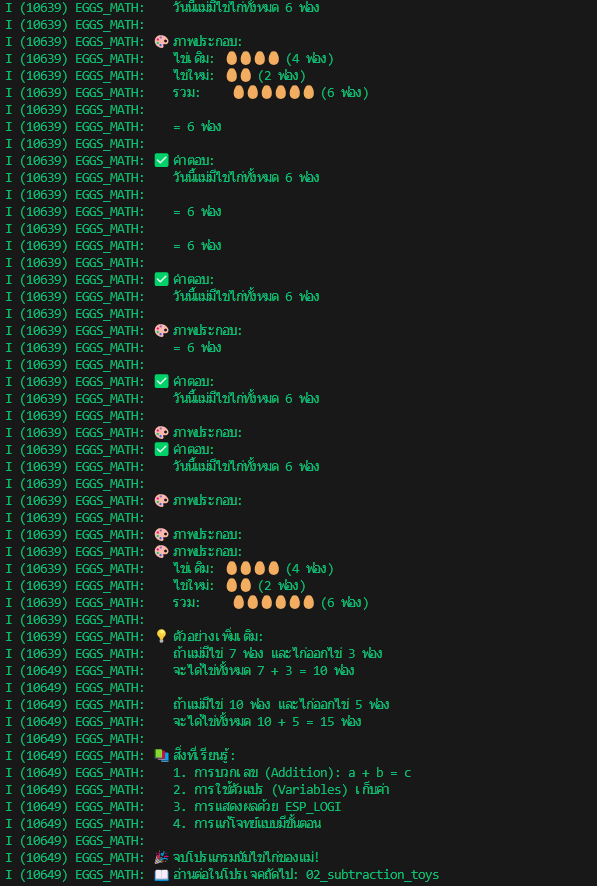 I (10639) EGGS_MATH:    วันนี้แม่มีไข่ไก่ทั้งหมด 6 ฟอง
I (10639) EGGS_MATH:
I (10639) EGGS_MATH: 🎨 ภาพประกอบ:
I (10639) EGGS_MATH:    ไข่เดิม: 🥚🥚🥚🥚 (4 ฟอง)
I (10639) EGGS_MATH:    ไข่ใหม่: 🥚🥚 (2 ฟอง)
I (10639) EGGS_MATH:    รวม:    🥚🥚🥚🥚🥚🥚 (6 ฟอง)
I (10639) EGGS_MATH:
I (10639) EGGS_MATH:    = 6 ฟอง
I (10639) EGGS_MATH:
I (10639) EGGS_MATH: ✅ คำตอบ:
I (10639) EGGS_MATH:    วันนี้แม่มีไข่ไก่ทั้งหมด 6 ฟอง
I (10639) EGGS_MATH:
I (10639) EGGS_MATH:    = 6 ฟอง
I (10639) EGGS_MATH:
I (10639) EGGS_MATH:    = 6 ฟอง
I (10639) EGGS_MATH:
I (10639) EGGS_MATH: ✅ คำตอบ:
I (10639) EGGS_MATH:    วันนี้แม่มีไข่ไก่ทั้งหมด 6 ฟอง
I (10639) EGGS_MATH:
I (10639) EGGS_MATH: 🎨 ภาพประกอบ:
I (10639) EGGS_MATH:    = 6 ฟอง
I (10639) EGGS_MATH:
I (10639) EGGS_MATH: ✅ คำตอบ:
I (10639) EGGS_MATH:    วันนี้แม่มีไข่ไก่ทั้งหมด 6 ฟอง
I (10639) EGGS_MATH:
I (10639) EGGS_MATH: 🎨 ภาพประกอบ:
I (10639) EGGS_MATH: ✅ คำตอบ:
I (10639) EGGS_MATH:    วันนี้แม่มีไข่ไก่ทั้งหมด 6 ฟอง
I (10639) EGGS_MATH:
I (10639) EGGS_MATH: 🎨 ภาพประกอบ:
I (10639) EGGS_MATH:
I (10639) EGGS_MATH: 🎨 ภาพประกอบ:
I (10639) EGGS_MATH: 🎨 ภาพประกอบ:
I (10639) EGGS_MATH:    ไข่เดิม: 🥚🥚🥚🥚 (4 ฟอง)
I (10639) EGGS_MATH:    ไข่ใหม่: 🥚🥚 (2 ฟอง)
I (10639) EGGS_MATH:    รวม:    🥚🥚🥚🥚🥚🥚 (6 ฟอง)
I (10639) EGGS_MATH:
I (10639) EGGS_MATH: 💡 ตัวอย่างเพิ่มเติม:
I (10639) EGGS_MATH:    ถ้าแม่มีไข่ 7 ฟอง และไก่ออกไข่ 3 ฟอง
I (10649) EGGS_MATH:    จะได้ไข่ทั้งหมด 7 + 3 = 10 ฟอง
I (10649) EGGS_MATH:
I (10649) EGGS_MATH:    ถ้าแม่มีไข่ 10 ฟอง และไก่ออกไข่ 5 ฟอง
I (10649) EGGS_MATH:    จะได้ไข่ทั้งหมด 10 + 5 = 15 ฟอง
I (10649) EGGS_MATH:
I (10649) EGGS_MATH: 📚 สิ่งที่เรียนรู้:
I (10649) EGGS_MATH:    1. การบวกเลข (Addition): a + b = c
I (10649) EGGS_MATH:    2. การใช้ตัวแปร (Variables) เก็บค่า
I (10649) EGGS_MATH:    3. การแสดงผลด้วย ESP_LOGI
I (10649) EGGS_MATH:    4. การแก้โจทย์แบบมีขั้นตอน
I (10649) EGGS_MATH:
I (10649) EGGS_MATH: 🎉 จบโปรแกรมนับไข่ไก่ของแม่!
I (10649) EGGS_MATH: 📖 อ่านต่อในโปรเจคถัดไป: 02_subtraction_toys